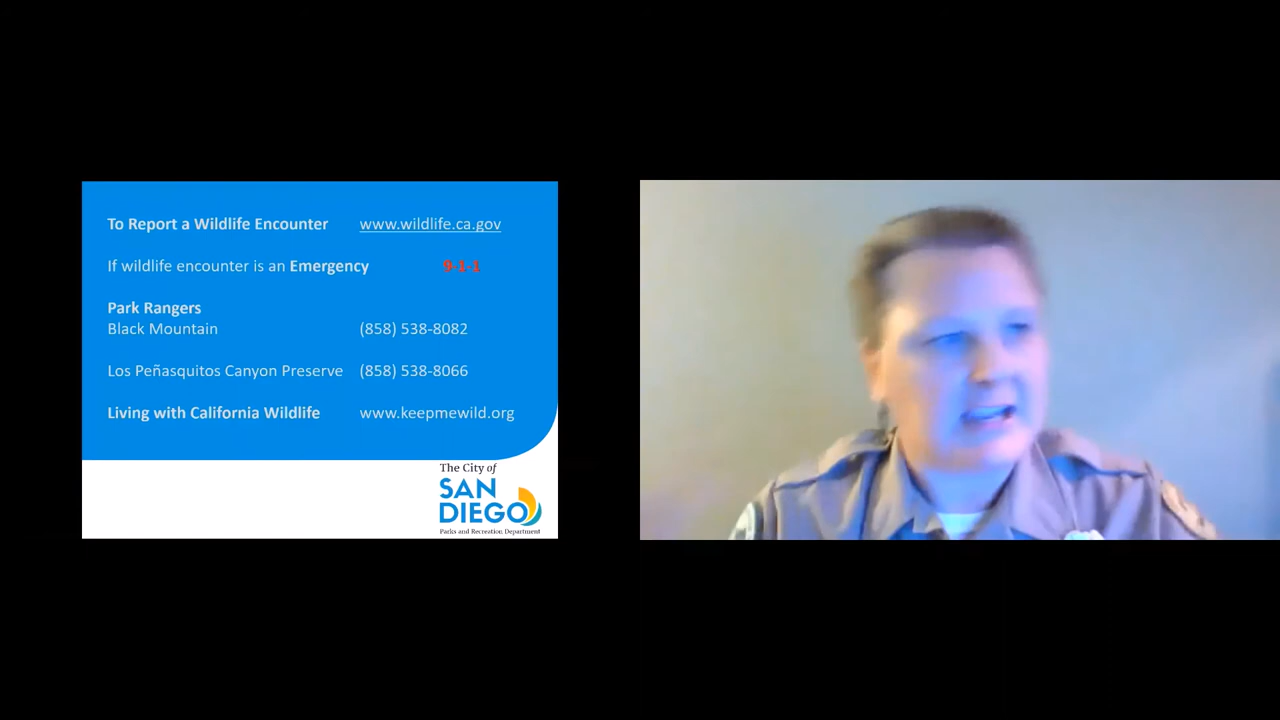 To Report a Wildlife Encounter www.wildlife.ca.gov
If wildlife encounter is an Emergency 9-1-1
Park Rangers
Black Mountain (858) 538-8082
Los Peñasquitos Canyon Preserve (858) 538-8066
Living with California Wildlife www.keepmewild.org
The City of
SAN
DIEGO
Parks and Recreation Department